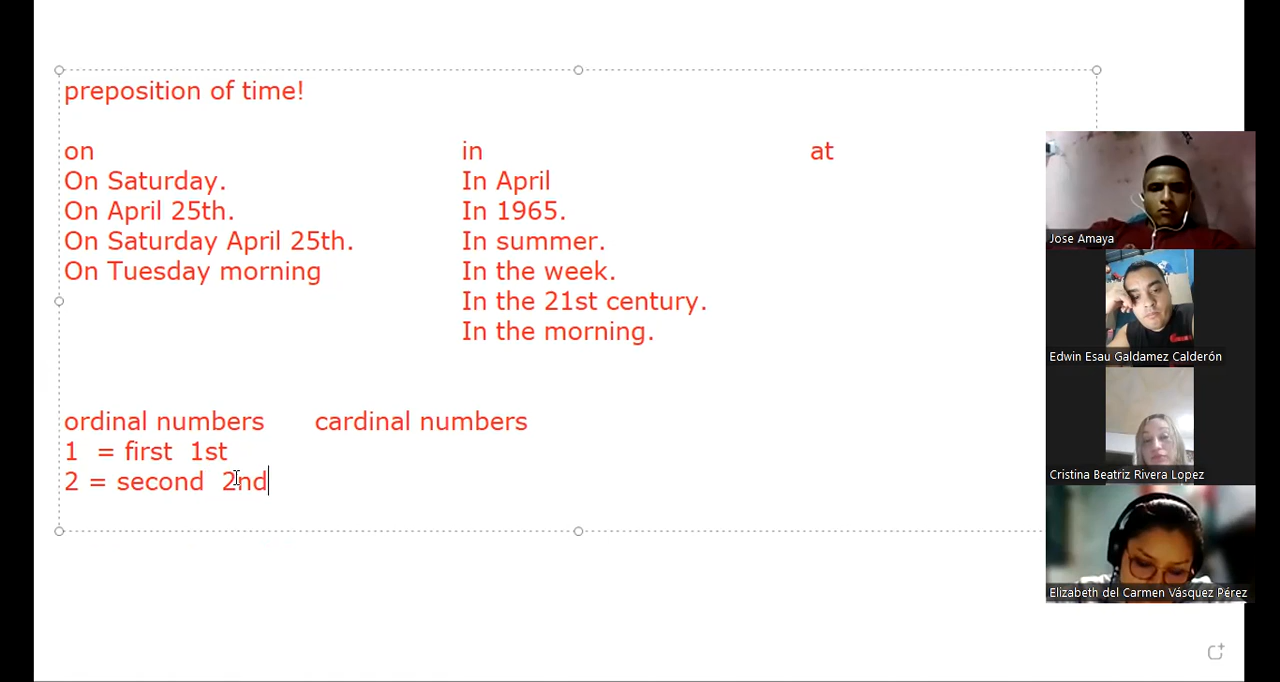 preposition of time!
on in at
On Saturday. In April
On April 25th. In 1965.
On Saturday April 25th. In summer.
On Tuesday morning In the week.
In the 21st century.
In the morning.
ordinal numbers cardinal numbers
1 = first 1st
2 = second 2nd
Jose Amaya
Edwin Esau Galdamez Calderón
Cristina Beatriz Rivera Lopez
Elizabeth del Carmen Vásquez Pérez